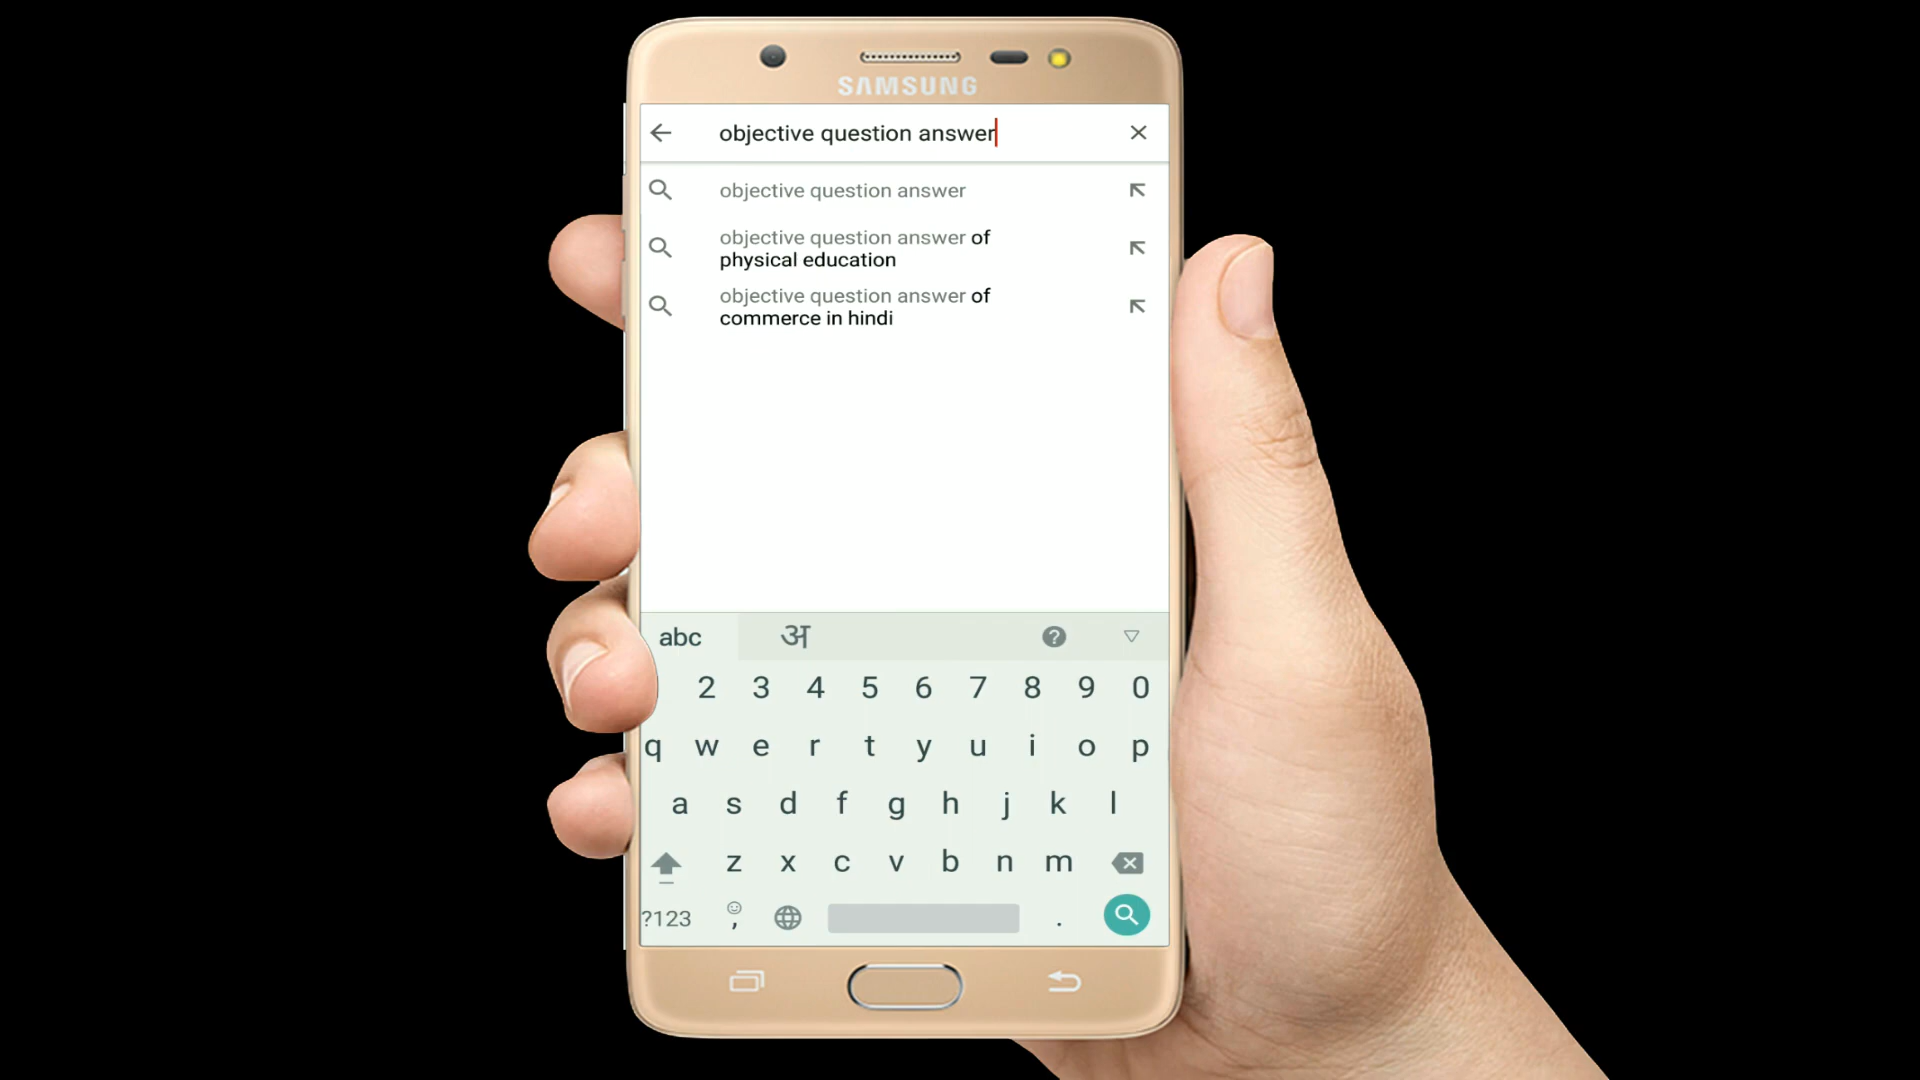 SAMSUNG
objective question answer
objective question answer
objective question answer of
physical education
objective question answer of
commerce in hindi
abc अ
2 3 4 5 6 7 8 9 0
q w e r t y u i o p
a s d f g h j k l
z x c v b n m
?123 , .